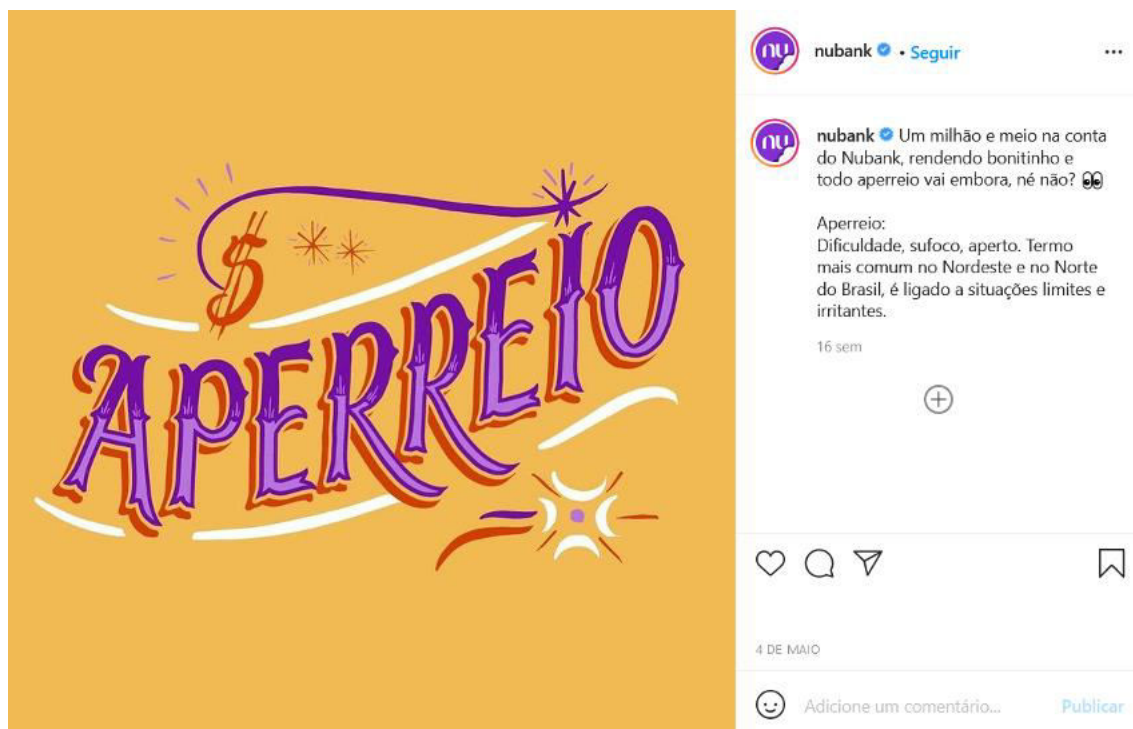 $
APERREIO
nu
nubank • Seguir
nu
nubank Um milhão e meio na conta
do Nubank, rendendo bonitinho e
todo aperreio vai embora, né não? 👀
Aperreio:
Dificuldade, sufoco, aperto. Termo
mais comum no Nordeste e no Norte
do Brasil, é ligado a situações limites e
irritantes.
16 sem
4 DE MAIO
Adicione um comentário... Publicar